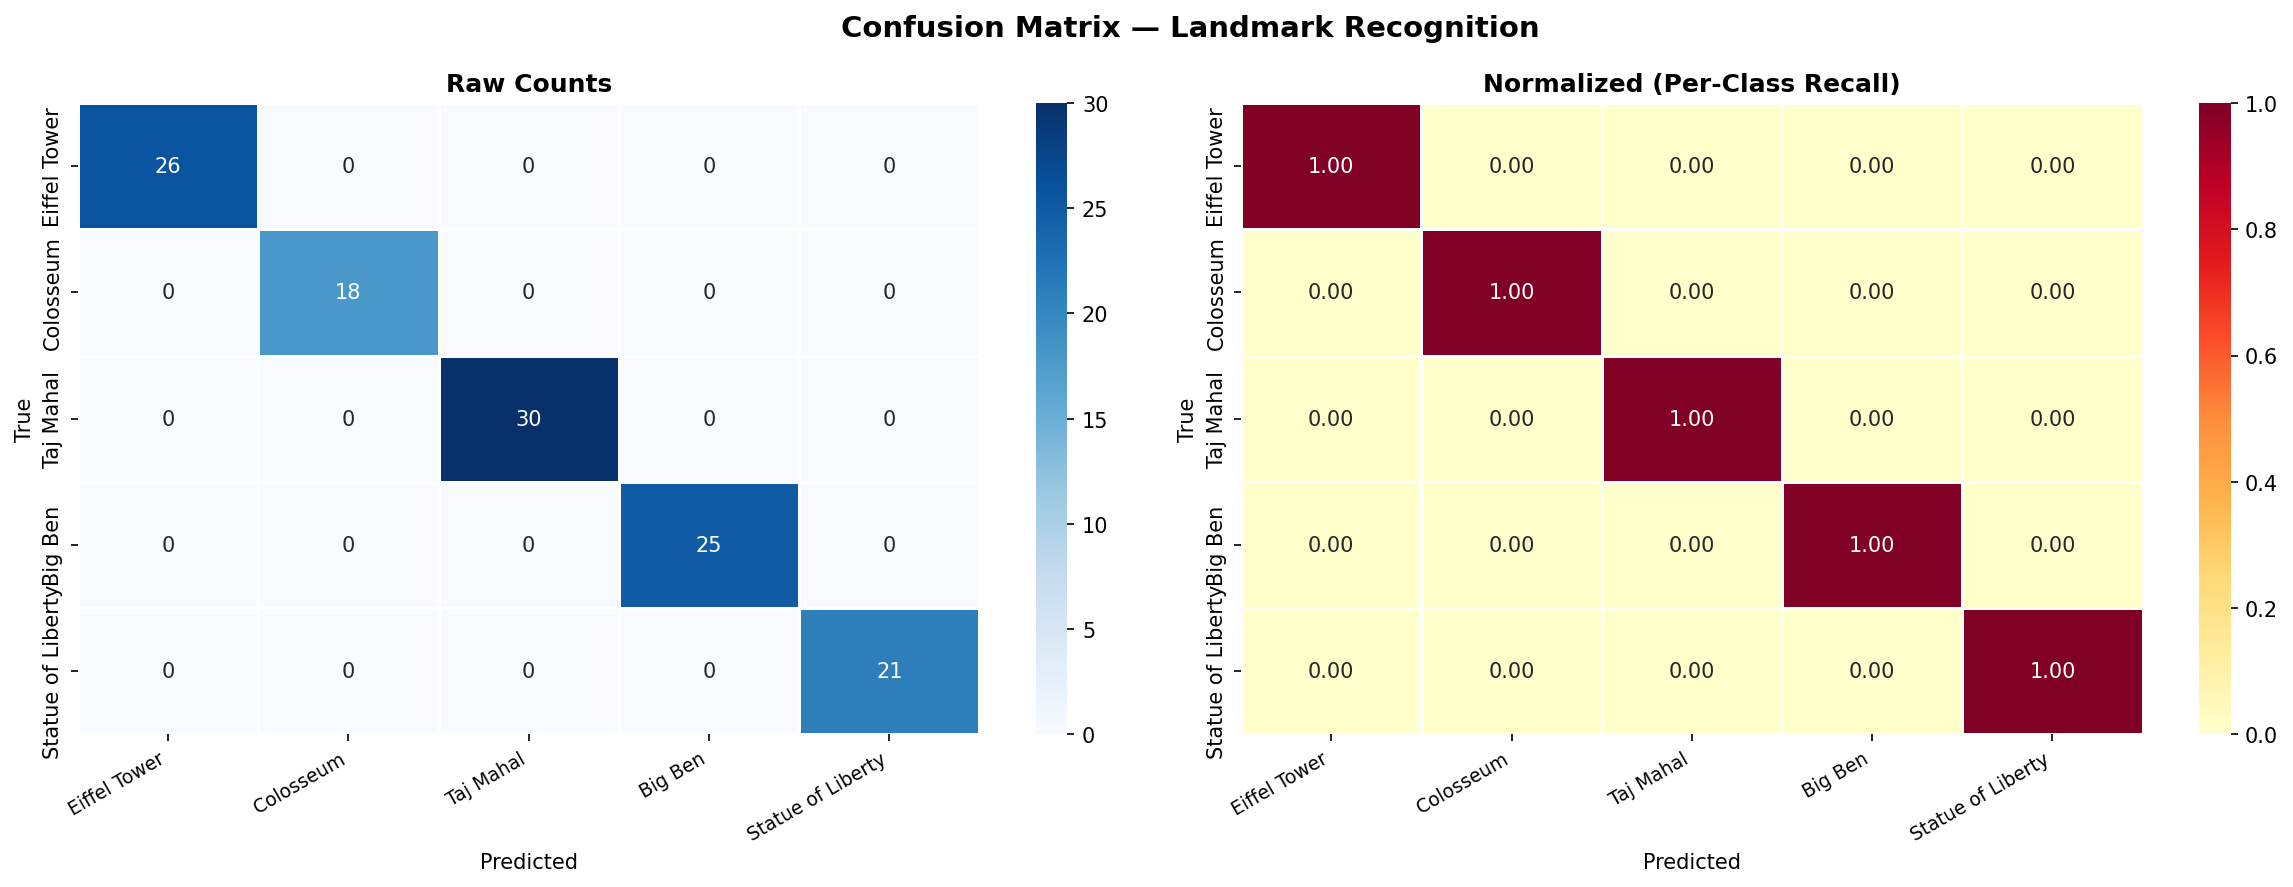 Confusion Matrix — Landmark Recognition
Raw Counts
Eiffel Tower 26 0 0 0 0
Colosseum 0 18 0 0 0
Taj Mahal 0 0 30 0 0
Big Ben 0 0 0 25 0
Statue of Liberty 0 0 0 0 21
True
Eiffel Tower Colosseum Taj Mahal Big Ben Statue of Liberty
Predicted
30
25
20
15
10
5
0
Normalized (Per-Class Recall)
Eiffel Tower 1.00 0.00 0.00 0.00 0.00
Colosseum 0.00 1.00 0.00 0.00 0.00
Taj Mahal 0.00 0.00 1.00 0.00 0.00
Big Ben 0.00 0.00 0.00 1.00 0.00
Statue of Liberty 0.00 0.00 0.00 0.00 1.00
True
Eiffel Tower Colosseum Taj Mahal Big Ben Statue of Liberty
Predicted
1.0
0.8
0.6
0.4
0.2
0.0